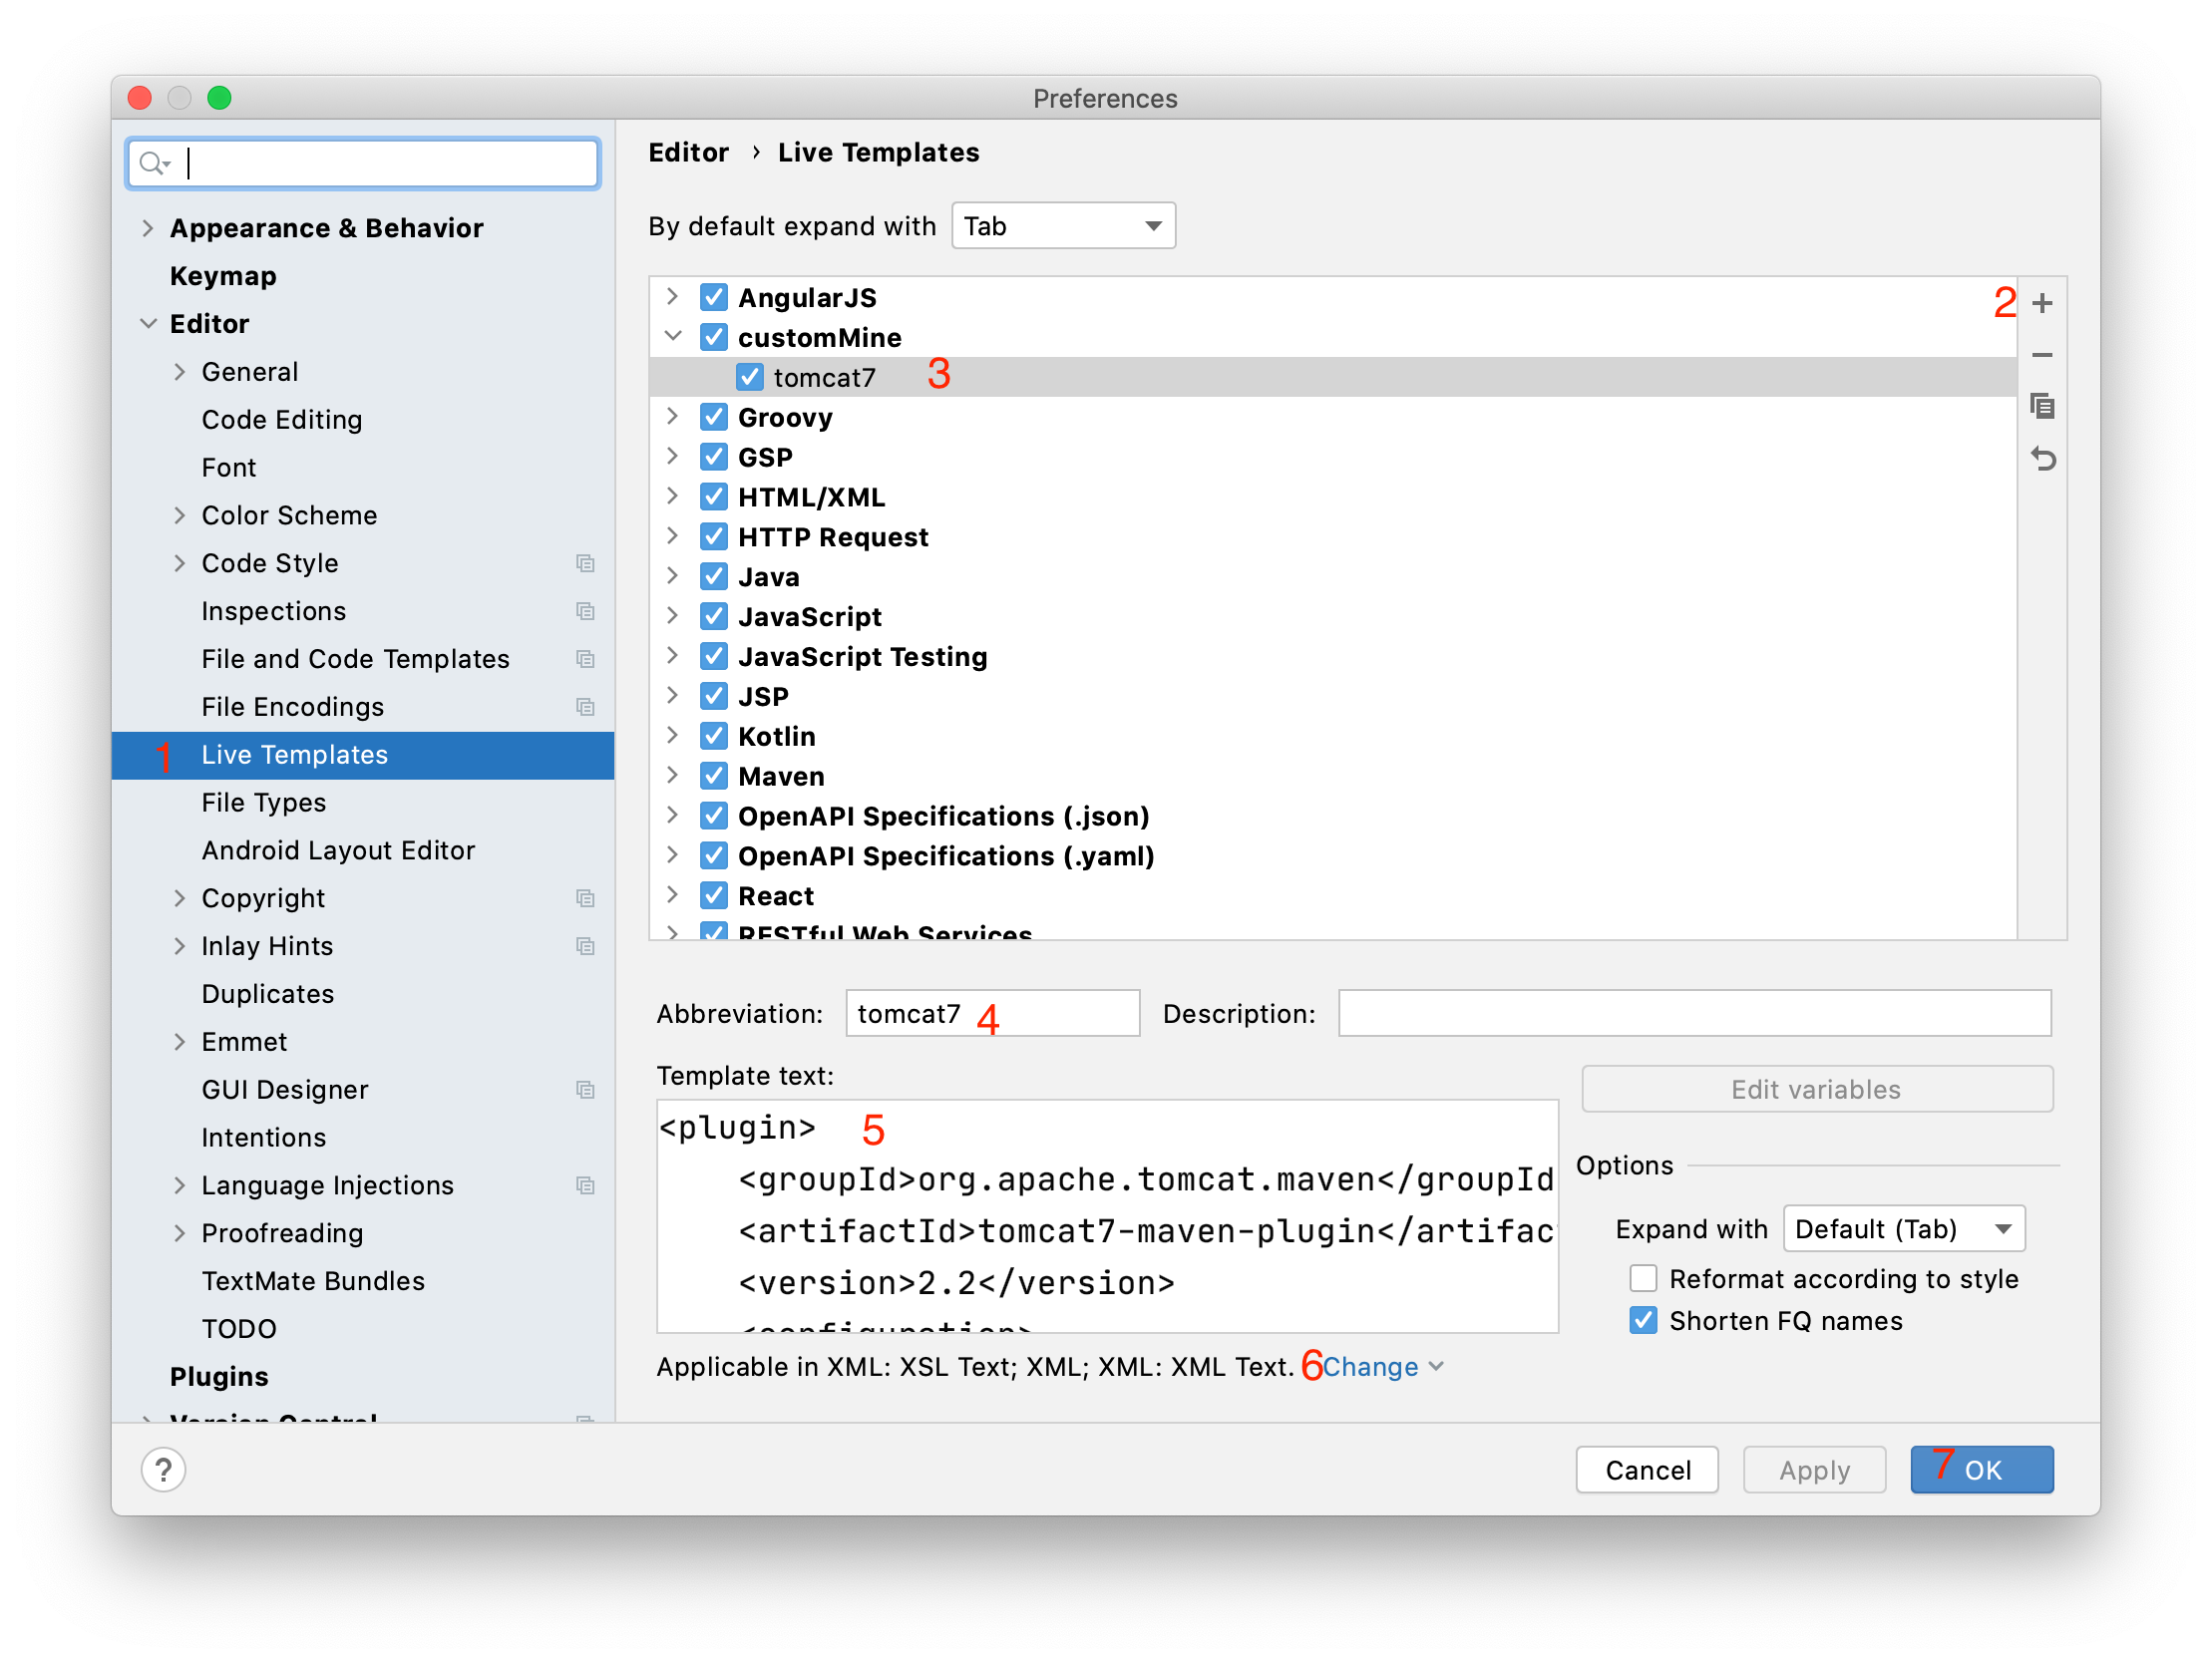 Preferences
Appearance & Behavior
Keymap
Editor
General
Code Editing
Font
Color Scheme
Code Style
Inspections
File and Code Templates
File Encodings
1 Live Templates
File Types
Android Layout Editor
Copyright
Inlay Hints
Duplicates
Emmet
GUI Designer
Intentions
Language Injections
Proofreading
TextMate Bundles
TODO
Plugins
Version Control
?
Editor › Live Templates
By default expand with Tab
AngularJS
2 +
customMine
tomcat7 3
Groovy
GSP
HTML/XML
HTTP Request
Java
JavaScript
JavaScript Testing
JSP
Kotlin
Maven
OpenAPI Specifications (.json)
OpenAPI Specifications (.yaml)
React
RESTful Web Services
Abbreviation: tomcat7 4 Description:
Template text:
Edit variables
<plugin> 5
<groupId>org.apache.tomcat.maven</groupId
<artifactId>tomcat7-maven-plugin</artifac
<version>2.2</version>
<configuration>
Options
Expand with Default (Tab)
Reformat according to style
Shorten FQ names
Applicable in XML: XSL Text; XML; XML: XML Text. 6 Change
Cancel Apply 7 OK